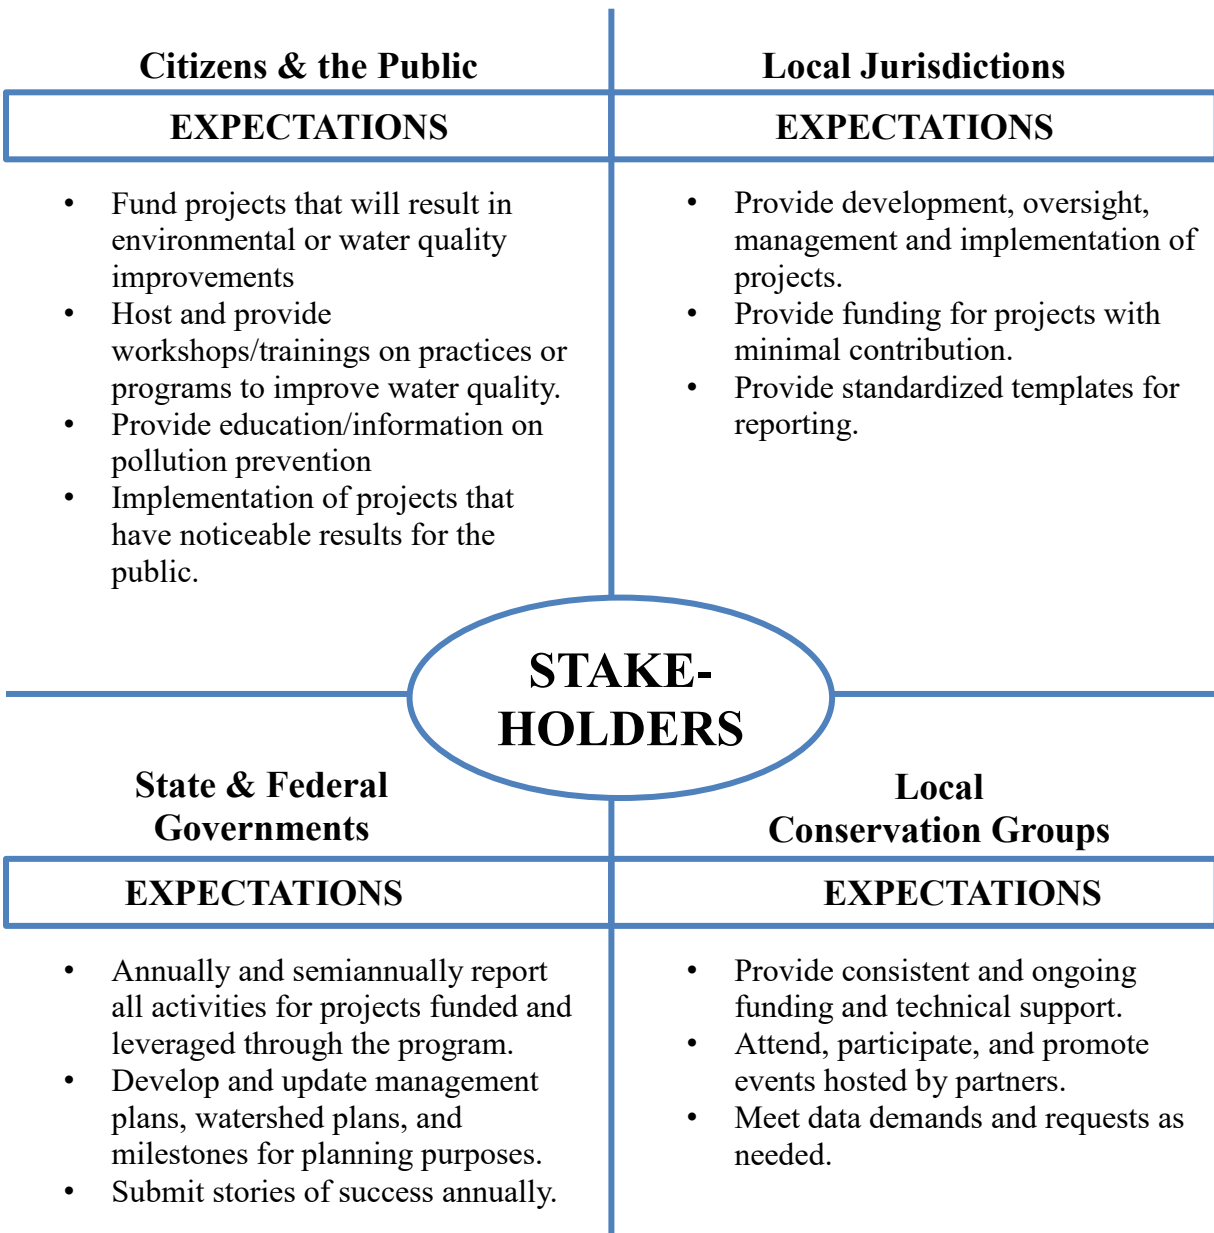 Citizens & the Public
EXPECTATIONS
• Fund projects that will result in
environmental or water quality
improvements
• Host and provide
workshops/trainings on practices or
programs to improve water quality.
• Provide education/information on
pollution prevention
• Implementation of projects that
have noticeable results for the
public.
Local Jurisdictions
EXPECTATIONS
• Provide development, oversight,
management and implementation of
projects.
• Provide funding for projects with
minimal contribution.
• Provide standardized templates for
reporting.
STAKE-
HOLDERS
State & Federal
Governments
EXPECTATIONS
• Annually and semiannually report
all activities for projects funded and
leveraged through the program.
• Develop and update management
plans, watershed plans, and
milestones for planning purposes.
• Submit stories of success annually.
Local
Conservation Groups
EXPECTATIONS
• Provide consistent and ongoing
funding and technical support.
• Attend, participate, and promote
events hosted by partners.
• Meet data demands and requests as
needed.